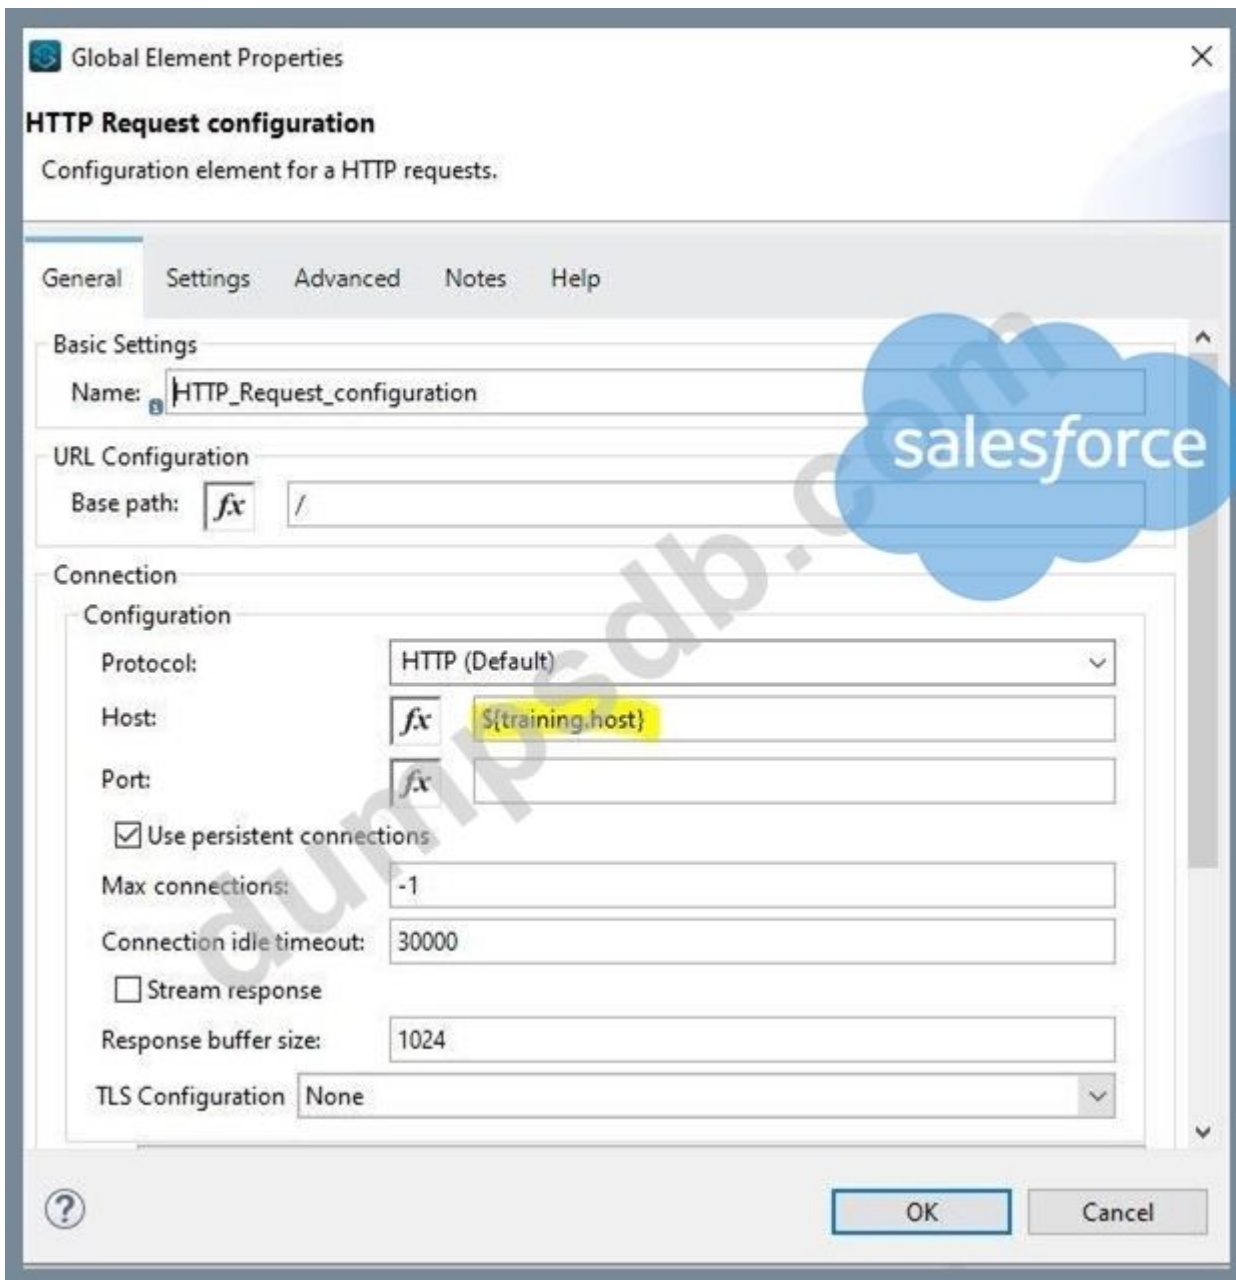 Global Element Properties
HTTP Request configuration
Configuration element for a HTTP requests.
General Settings Advanced Notes Help
Basic Settings
Name: HTTP_Request_configuration
salesforce
URL Configuration
Base path: fx /
Connection
Configuration
Protocol: HTTP (Default)
Host: fx ${training.host}
Port: fx
Use persistent connections
Max connections: -1
Connection idle timeout: 30000
Stream response
Response buffer size: 1024
TLS Configuration None
? OK Cancel
dumpsdb.com